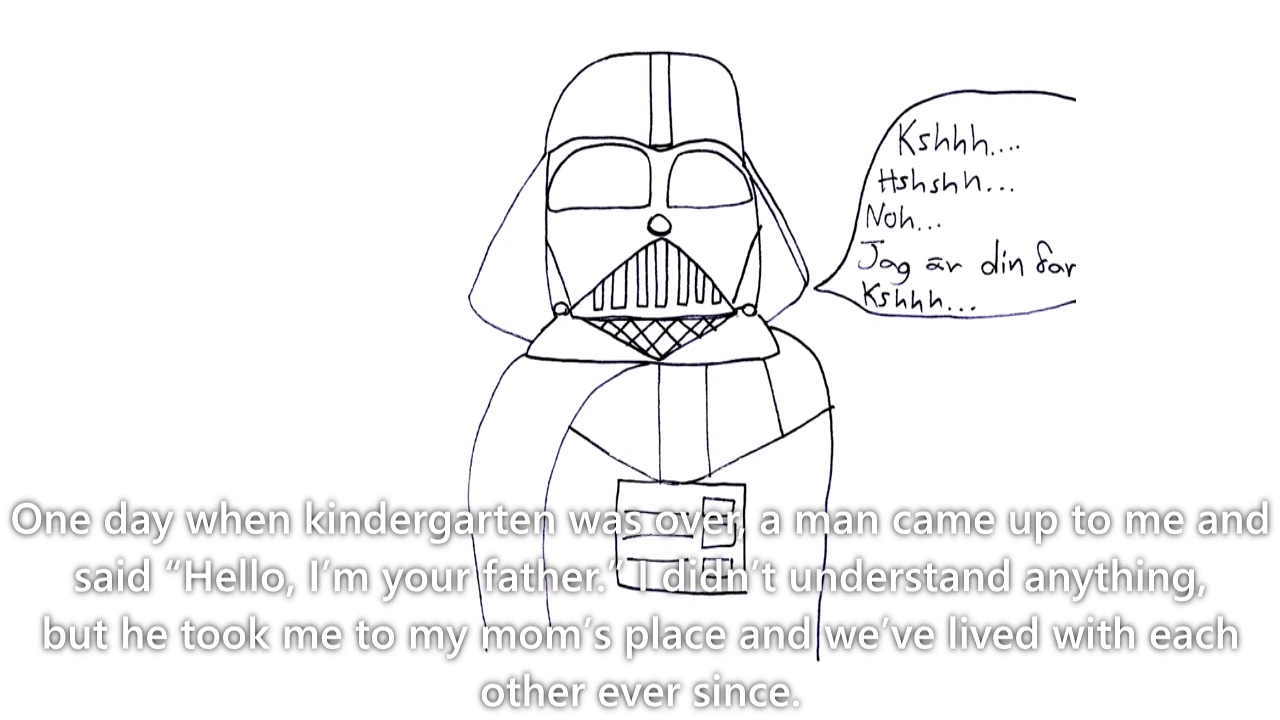 Kshhh....
Hshshh...
Noh...
Jag är din far
Kshhh...
One day when kindergarten was over, a man came up to me and
said “Hello, I’m your father.” I didn’t understand anything,
but he took me to my mom’s place and we’ve lived with each
other ever since.